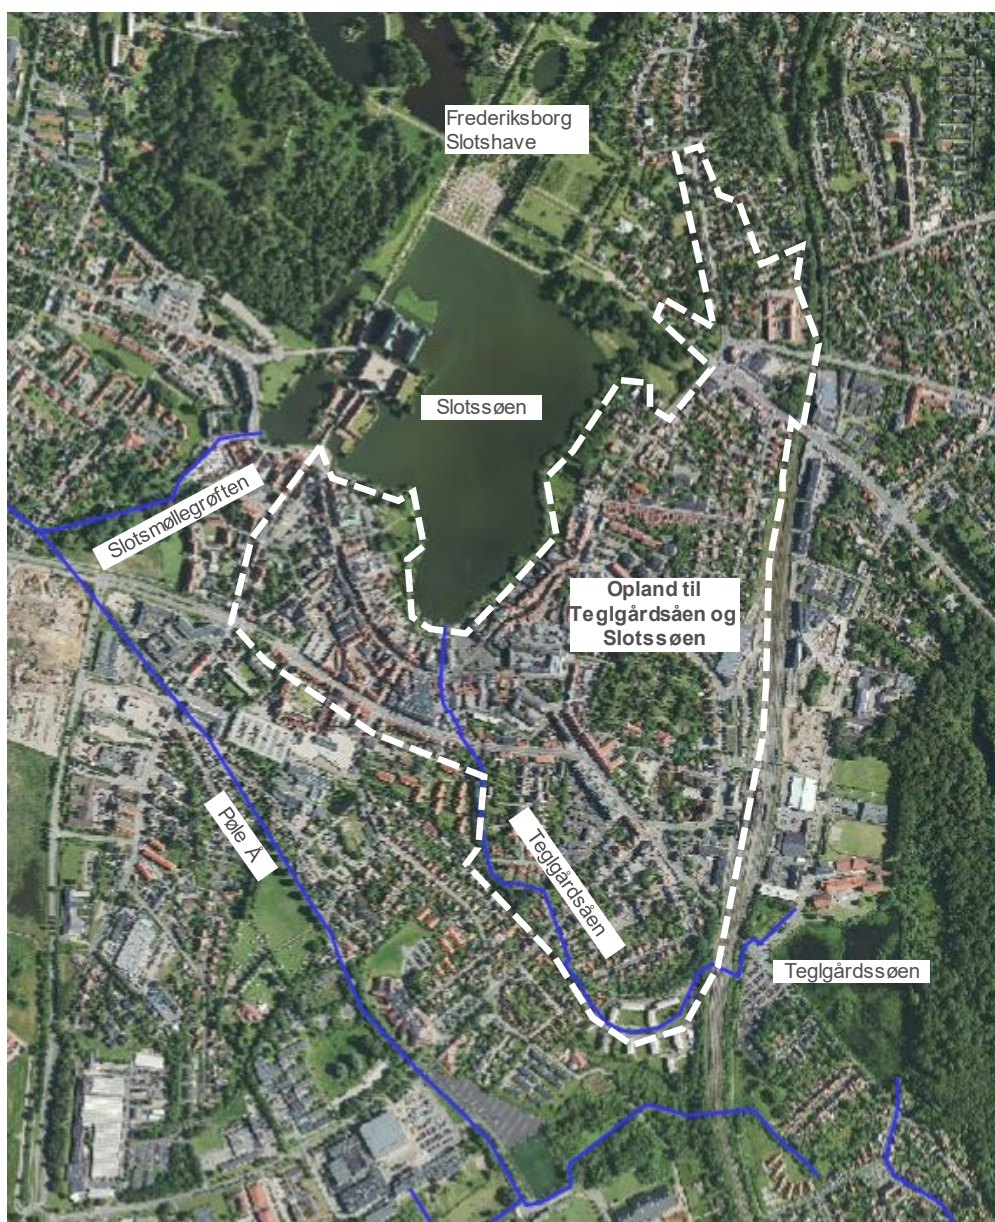 Frederiksborg
Slotshave
Slotssøen
Slotsmøllegrøften
Opland til
Teglgårdsåen og
Slotssøen
Pøle Å
Teglgårdsåen
Teglgårdssøen